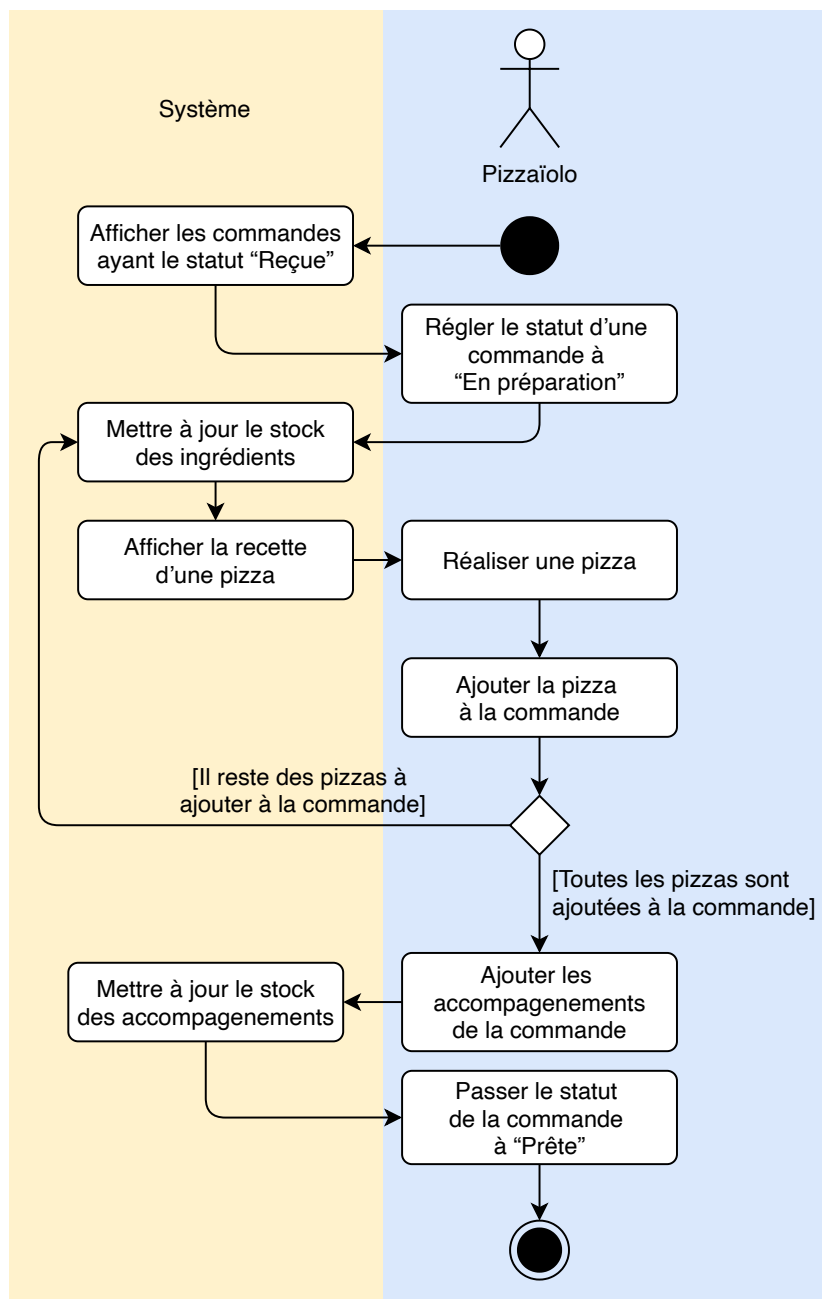 Système
Pizzaïolo
Afficher les commandes
ayant le statut “Reçue”
Régler le statut d’une
commande à
“En préparation”
Mettre à jour le stock
des ingrédients
Afficher la recette
d’une pizza
Réaliser une pizza
Ajouter la pizza
à la commande
[Il reste des pizzas à
ajouter à la commande]
[Toutes les pizzas sont
ajoutées à la commande]
Ajouter les
accompagenements
de la commande
Mettre à jour le stock
des accompagenements
Passer le statut
de la commande
à “Prête”